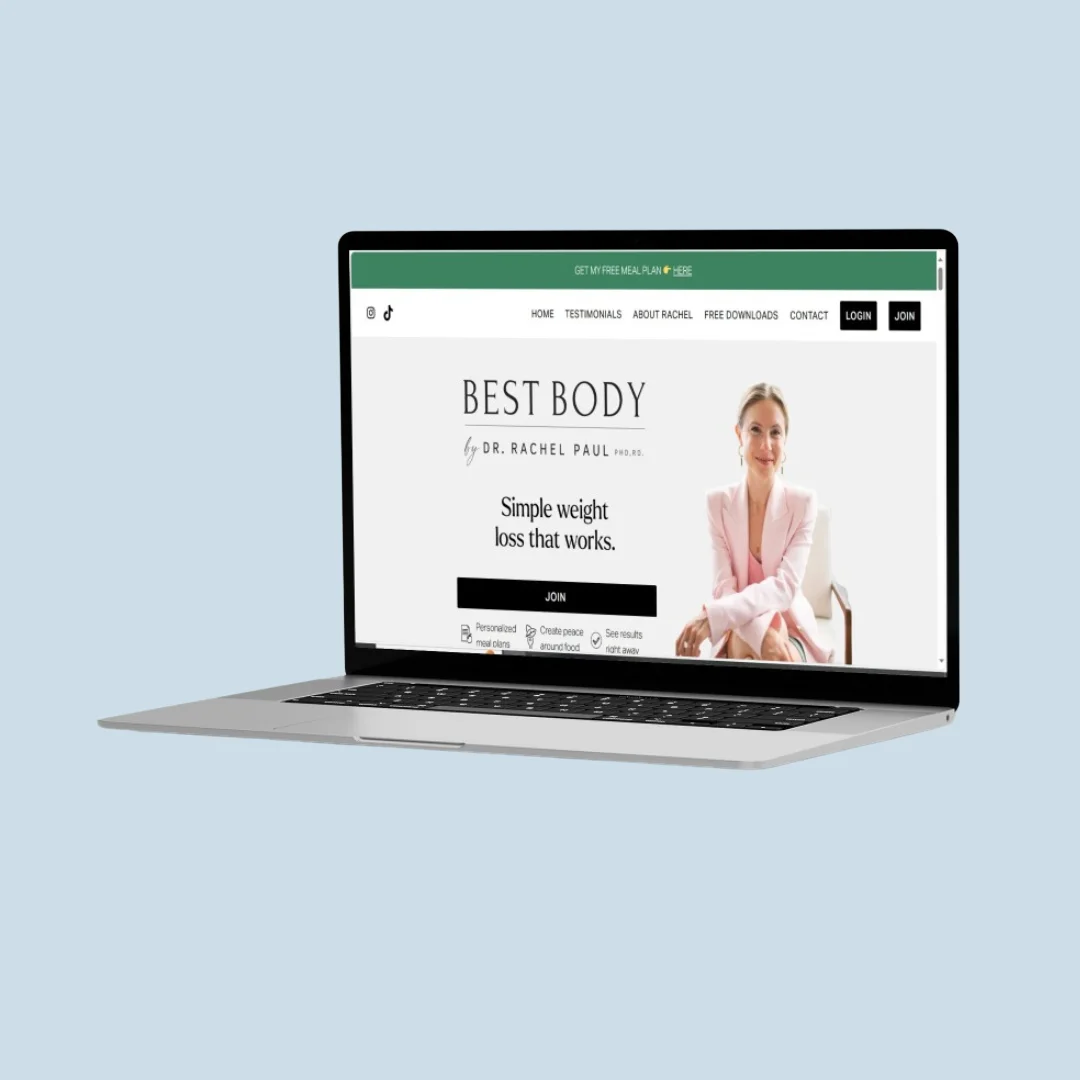 GET MY FREE MEAL PLAN 👉 HERE
HOME TESTIMONIALS ABOUT RACHEL FREE DOWNLOADS CONTACT LOGIN JOIN
BEST BODY
by DR. RACHEL PAUL PHD, RD.
Simple weight
loss that works.
JOIN
Personalized
meal plans
Create peace
around food
See results
right away